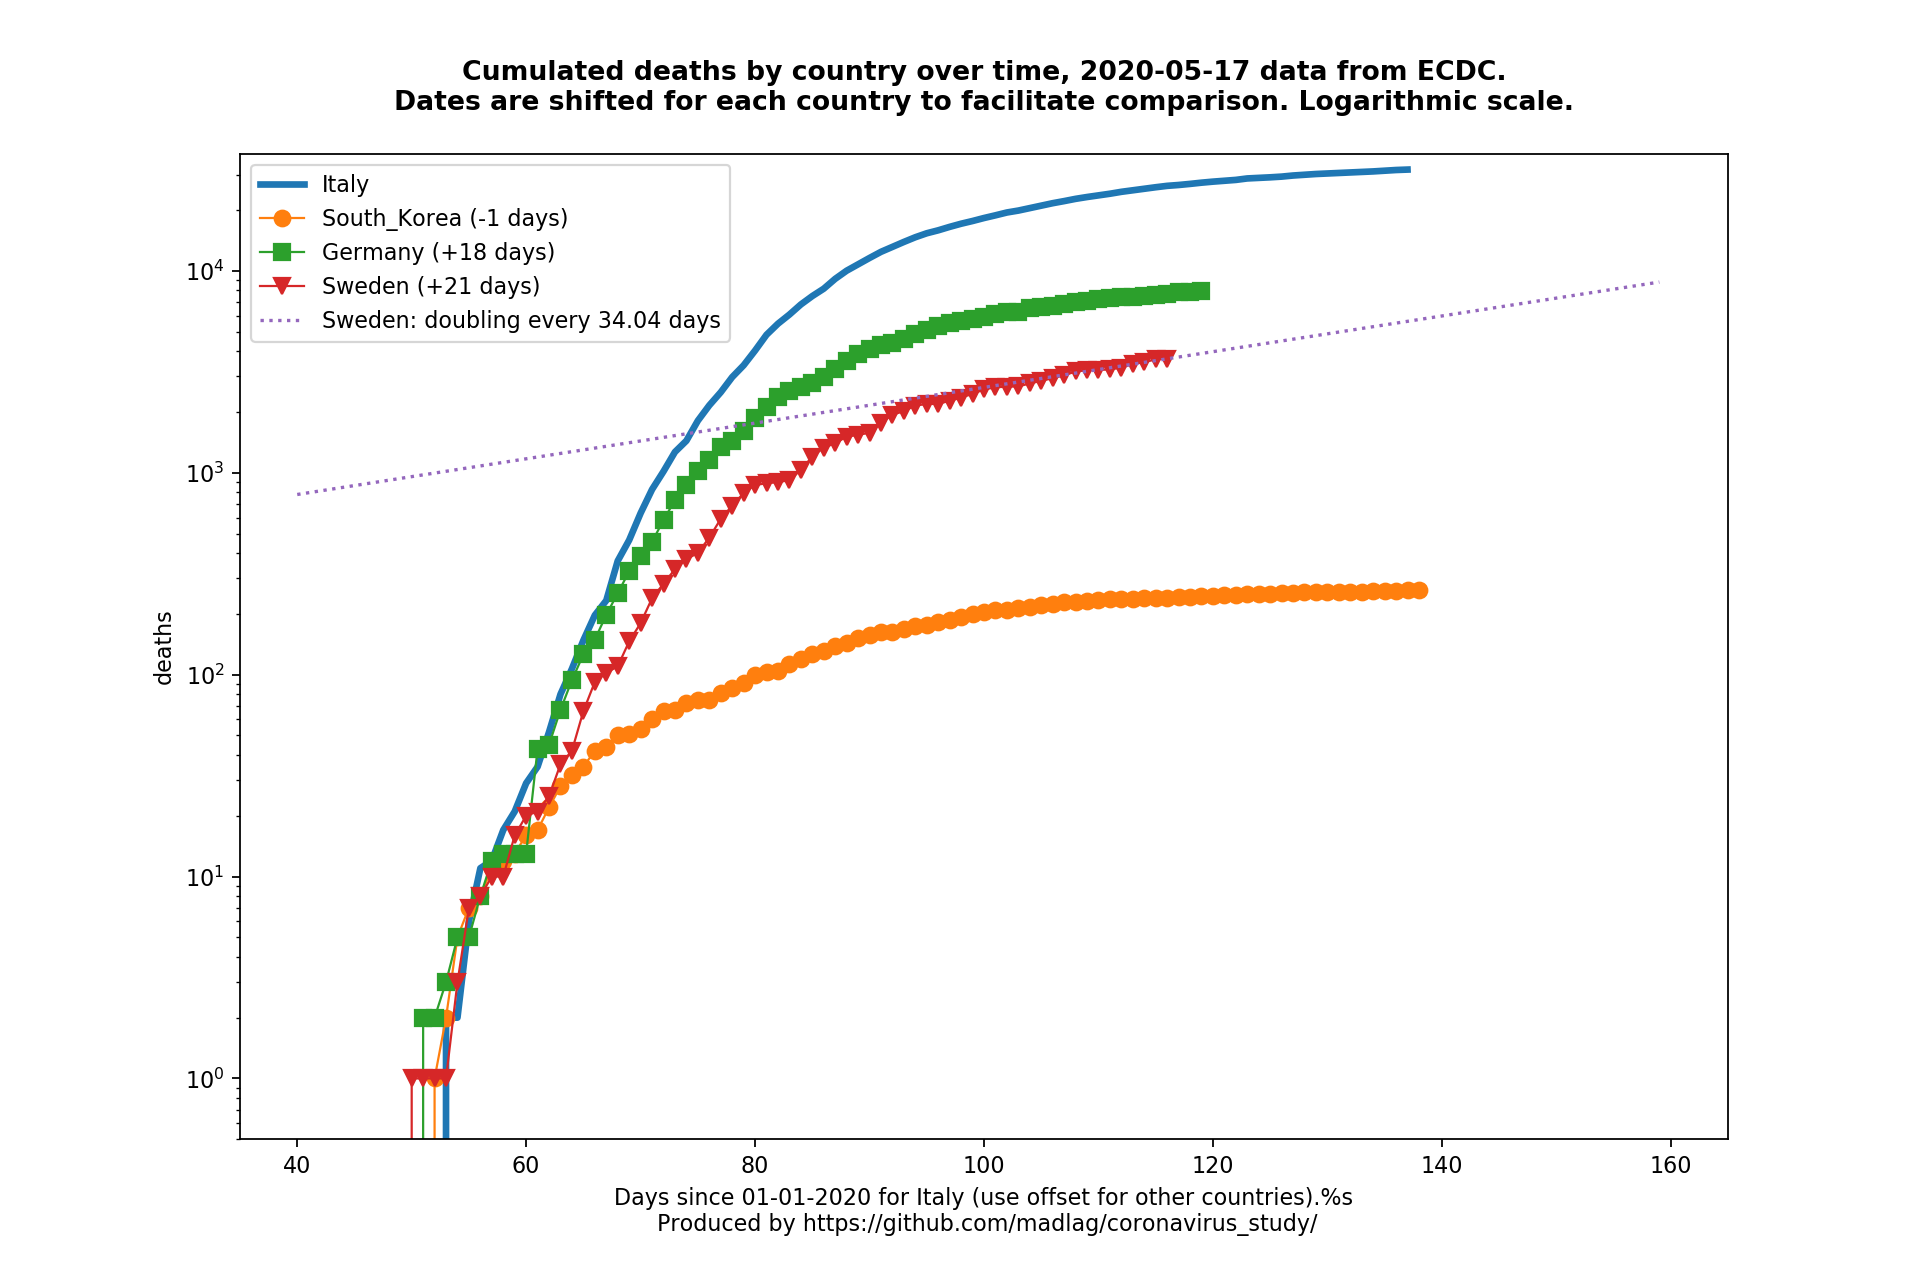 Cumulated deaths by country over time, 2020-05-17 data from ECDC.
Dates are shifted for each country to facilitate comparison. Logarithmic scale.
Italy
South_Korea (-1 days)
Germany (+18 days)
Sweden (+21 days)
Sweden: doubling every 34.04 days
10⁴
10³
10²
10¹
10⁰
deaths
40 60 80 100 120 140 160
Days since 01-01-2020 for Italy (use offset for other countries).%s
Produced by https://github.com/madlag/coronavirus_study/